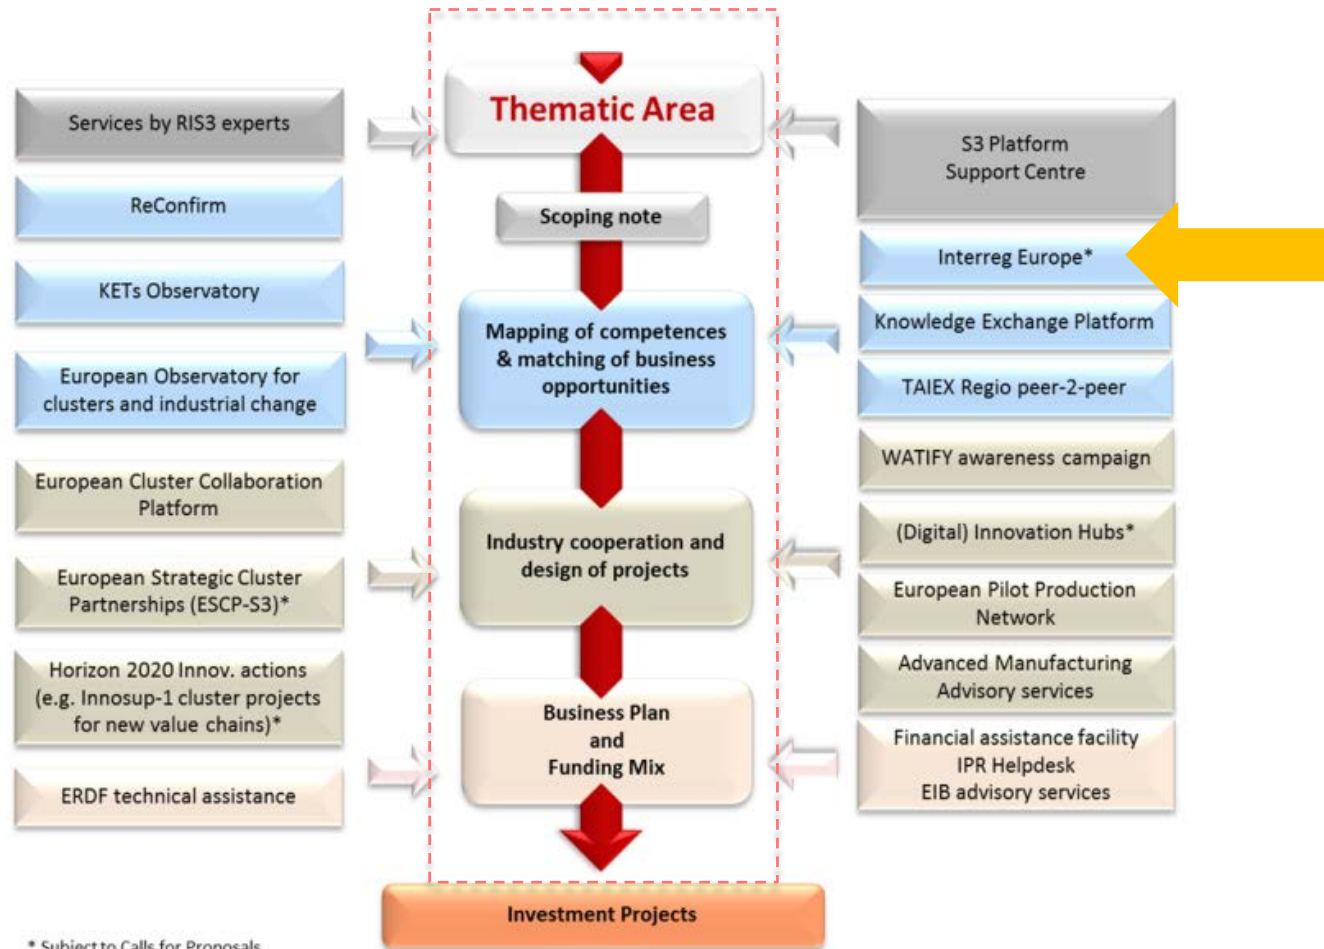 Thematic Area
Services by RIS3 experts
S3 Platform
Support Centre
ReConfirm
Scoping note
Interreg Europe*
KETs Observatory
Knowledge Exchange Platform
Mapping of competences
& matching of business
opportunities
European Observatory for
clusters and industrial change
TAIEX Regio peer-2-peer
WATIFY awareness campaign
European Cluster Collaboration
Platform
(Digital) Innovation Hubs*
Industry cooperation and
design of projects
European Strategic Cluster
Partnerships (ESCP-S3)*
European Pilot Production
Network
Horizon 2020 Innov. actions
(e.g. Innosup-1 cluster projects
for new value chains)*
Advanced Manufacturing
Advisory services
Business Plan
and
Funding Mix
Financial assistance facility
IPR Helpdesk
EIB advisory services
ERDF technical assistance
Investment Projects
* Subject to Calls for Proposals